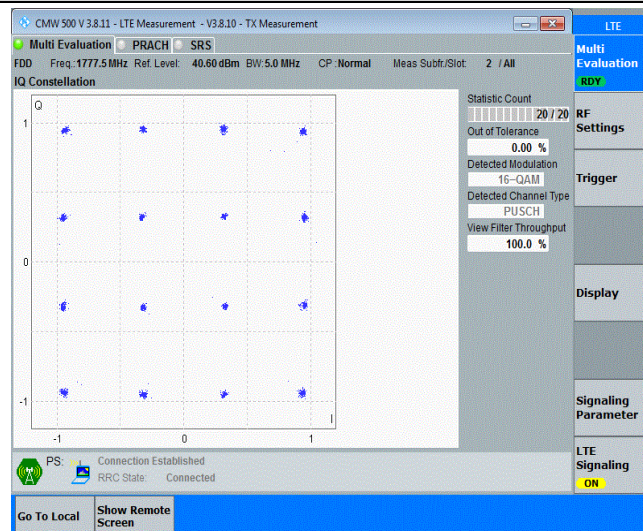 CMW 500 V 3.8.11 - LTE Measurement - V3.8.10 - TX Measurement
LTE
Multi Evaluation PRACH SRS
Multi
Evaluation
RDY
FDD Freq.:1777.5 MHz Ref. Level: 40.60 dBm BW:5.0 MHz CP:Normal Meas Subfr./Slot: 2 / All
IQ Constellation
Q
1
0
-1
-1 0 1
I
Statistic Count
20 / 20
Out of Tolerance
0.00 %
Detected Modulation
16-QAM
Detected Channel Type
PUSCH
View Filter Throughput
100.0 %
RF
Settings
Trigger
Display
Signaling
Parameter
LTE
Signaling
ON
PS: Connection Established
RRC State: Connected
Go To Local
Show Remote
Screen